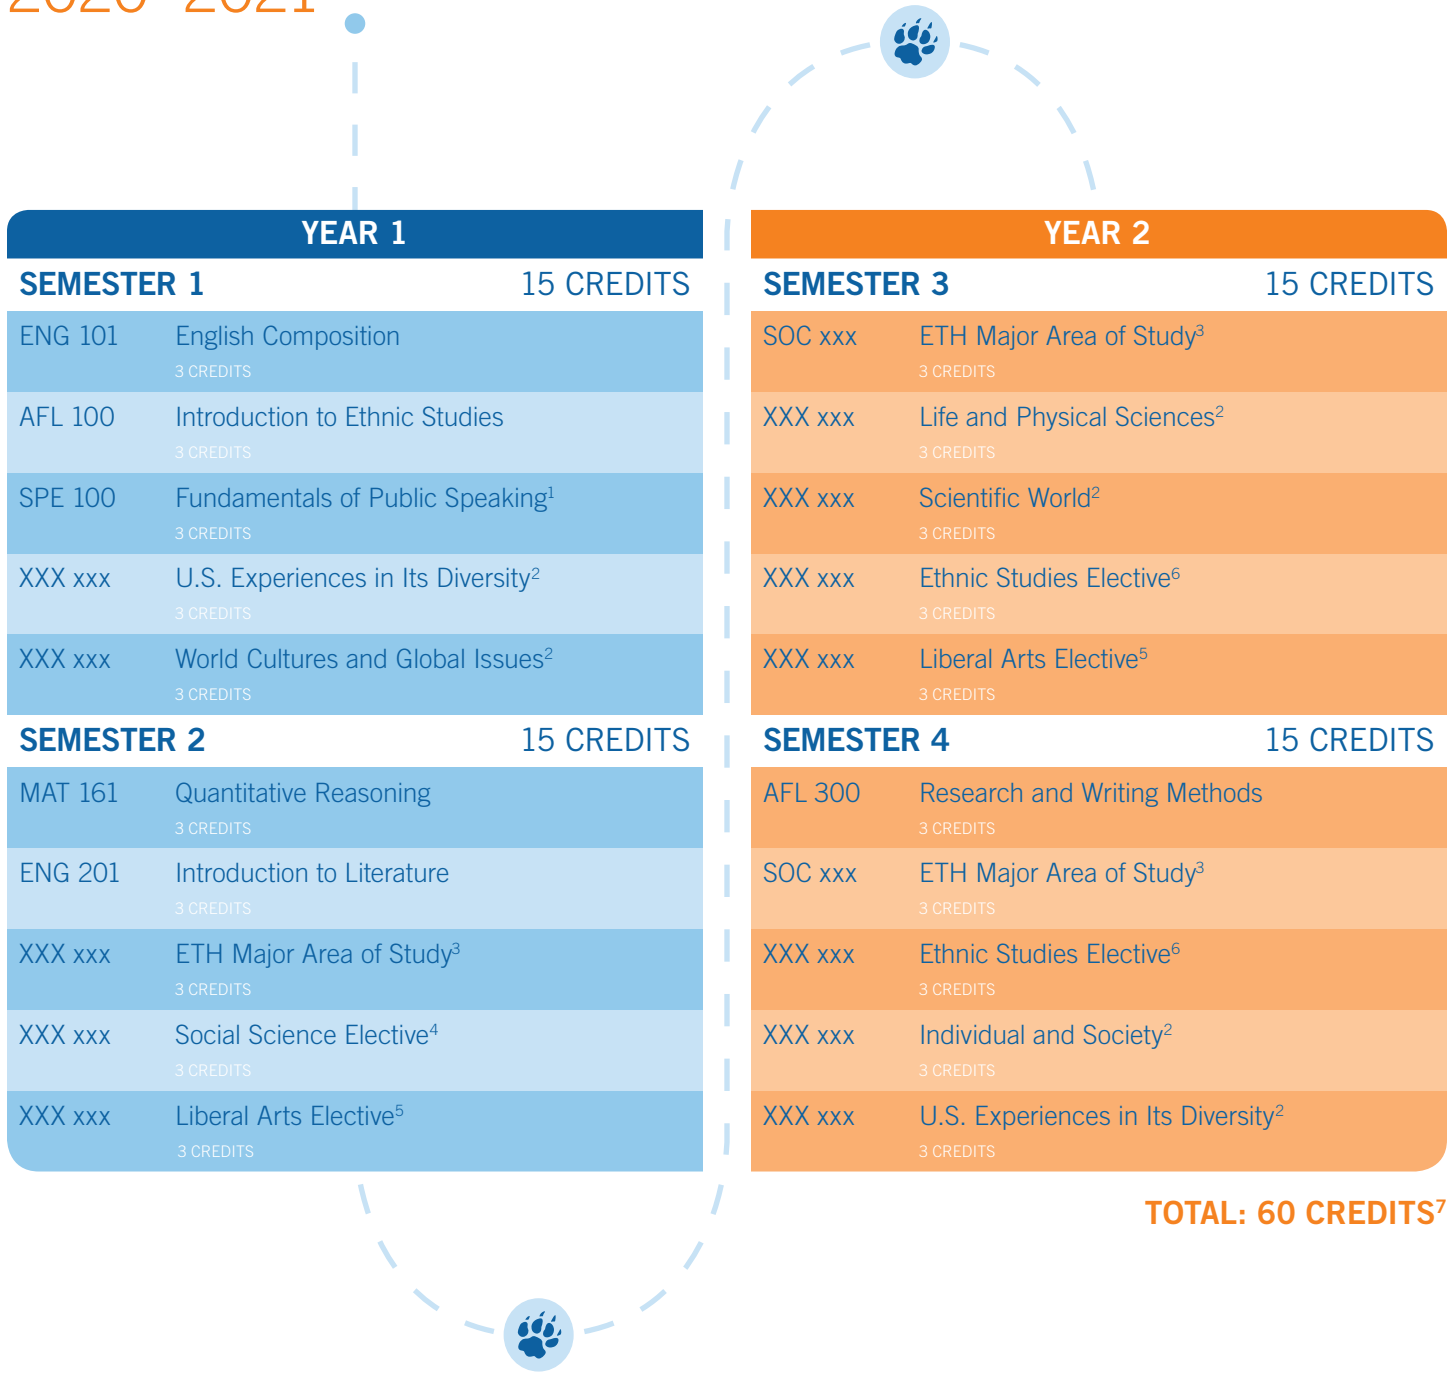 2020–2021
YEAR 1
SEMESTER 1 15 CREDITS
ENG 101 English Composition
3 CREDITS
AFL 100 Introduction to Ethnic Studies
3 CREDITS
SPE 100 Fundamentals of Public Speaking¹
3 CREDITS
XXX xxx U.S. Experiences in Its Diversity²
3 CREDITS
XXX xxx World Cultures and Global Issues²
3 CREDITS
SEMESTER 2 15 CREDITS
MAT 161 Quantitative Reasoning
3 CREDITS
ENG 201 Introduction to Literature
3 CREDITS
XXX xxx ETH Major Area of Study³
3 CREDITS
XXX xxx Social Science Elective⁴
3 CREDITS
XXX xxx Liberal Arts Elective⁵
3 CREDITS
YEAR 2
SEMESTER 3 15 CREDITS
SOC xxx ETH Major Area of Study³
3 CREDITS
XXX xxx Life and Physical Sciences²
3 CREDITS
XXX xxx Scientific World²
3 CREDITS
XXX xxx Ethnic Studies Elective⁶
3 CREDITS
XXX xxx Liberal Arts Elective⁵
3 CREDITS
SEMESTER 4 15 CREDITS
AFL 300 Research and Writing Methods
3 CREDITS
SOC xxx ETH Major Area of Study³
3 CREDITS
XXX xxx Ethnic Studies Elective⁶
3 CREDITS
XXX xxx Individual and Society²
3 CREDITS
XXX xxx U.S. Experiences in Its Diversity²
3 CREDITS
TOTAL: 60 CREDITS⁷